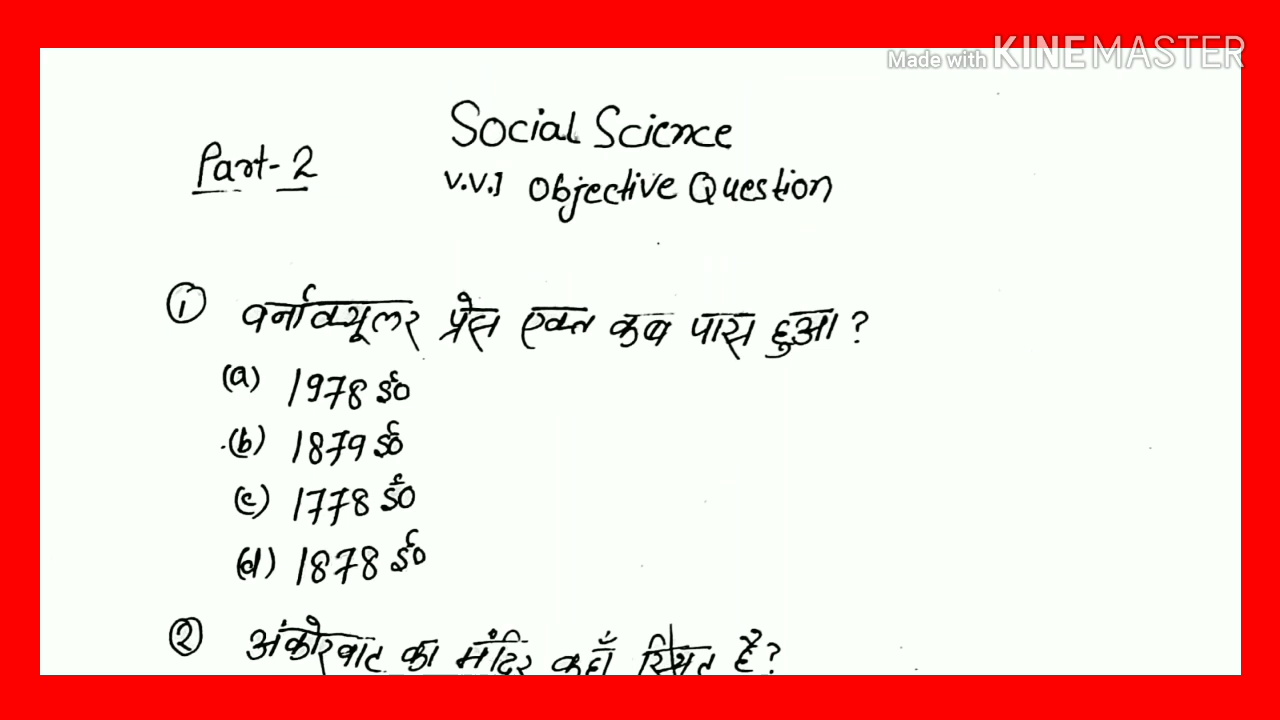 Made with KINEMASTER
Social Science
Part-2
V.V.I Objective Question
① वर्नाक्यूलर प्रेस एक्त कब पास हुआ?
(a) 1978 ई०
(b) 1879 ई०
(c) 1778 ई०
(d) 1878 ई०
② अंकोरवाट का मंदिर कहाँ स्थित है?